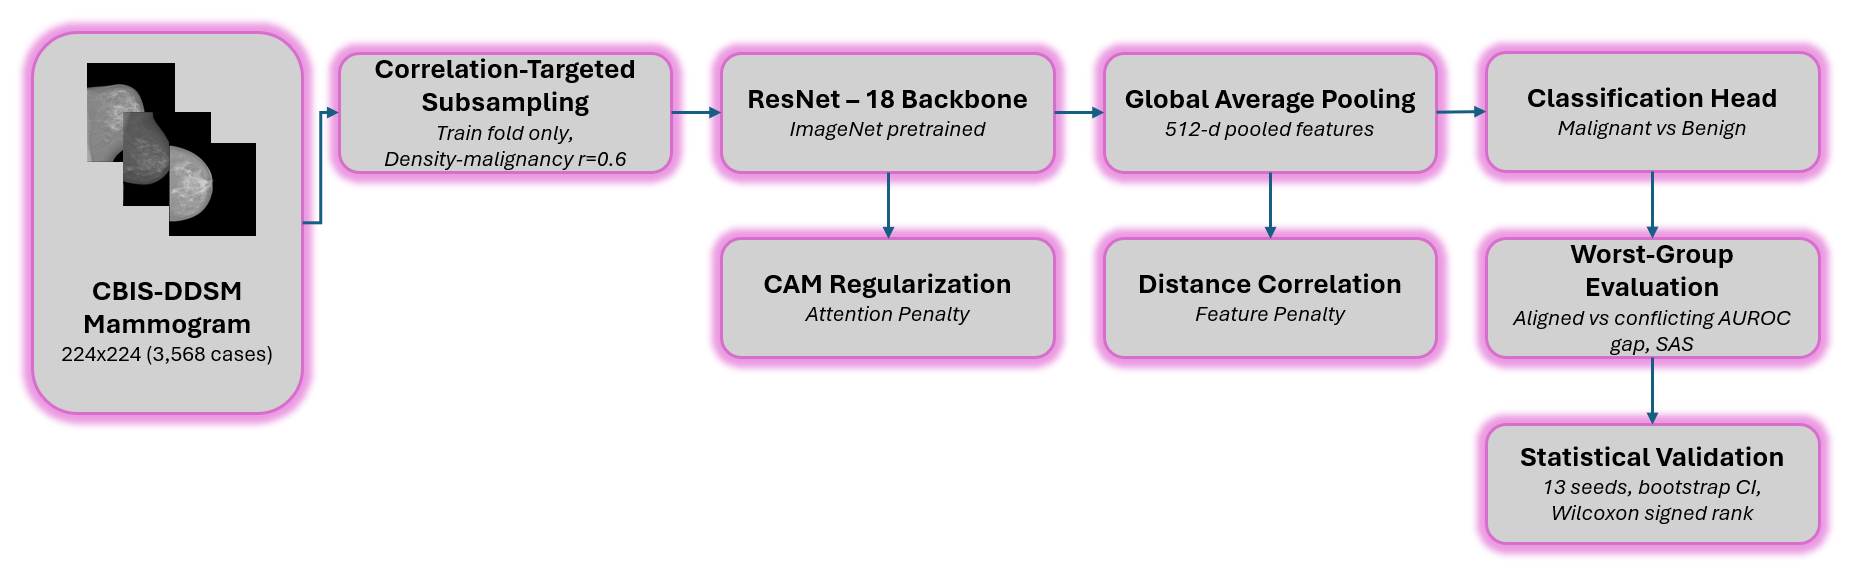 CBIS-DDSM
Mammogram
224x224 (3,568 cases)
Correlation-Targeted
Subsampling
Train fold only,
Density-malignancy r=0.6
ResNet – 18 Backbone
ImageNet pretrained
Global Average Pooling
512-d pooled features
Classification Head
Malignant vs Benign
CAM Regularization
Attention Penalty
Distance Correlation
Feature Penalty
Worst-Group
Evaluation
Aligned vs conflicting AUROC
gap, SAS
Statistical Validation
13 seeds, bootstrap CI,
Wilcoxon signed rank